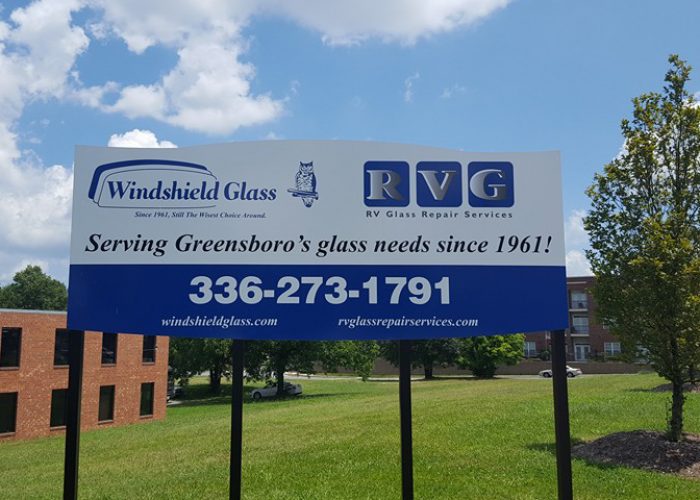 Windshield Glass
Since 1961, Still The Wisest Choice Around.
RVG
RV Glass Repair Services
Serving Greensboro's glass needs since 1961!
336-273-1791
windshieldglass.com rvglassrepairservices.com